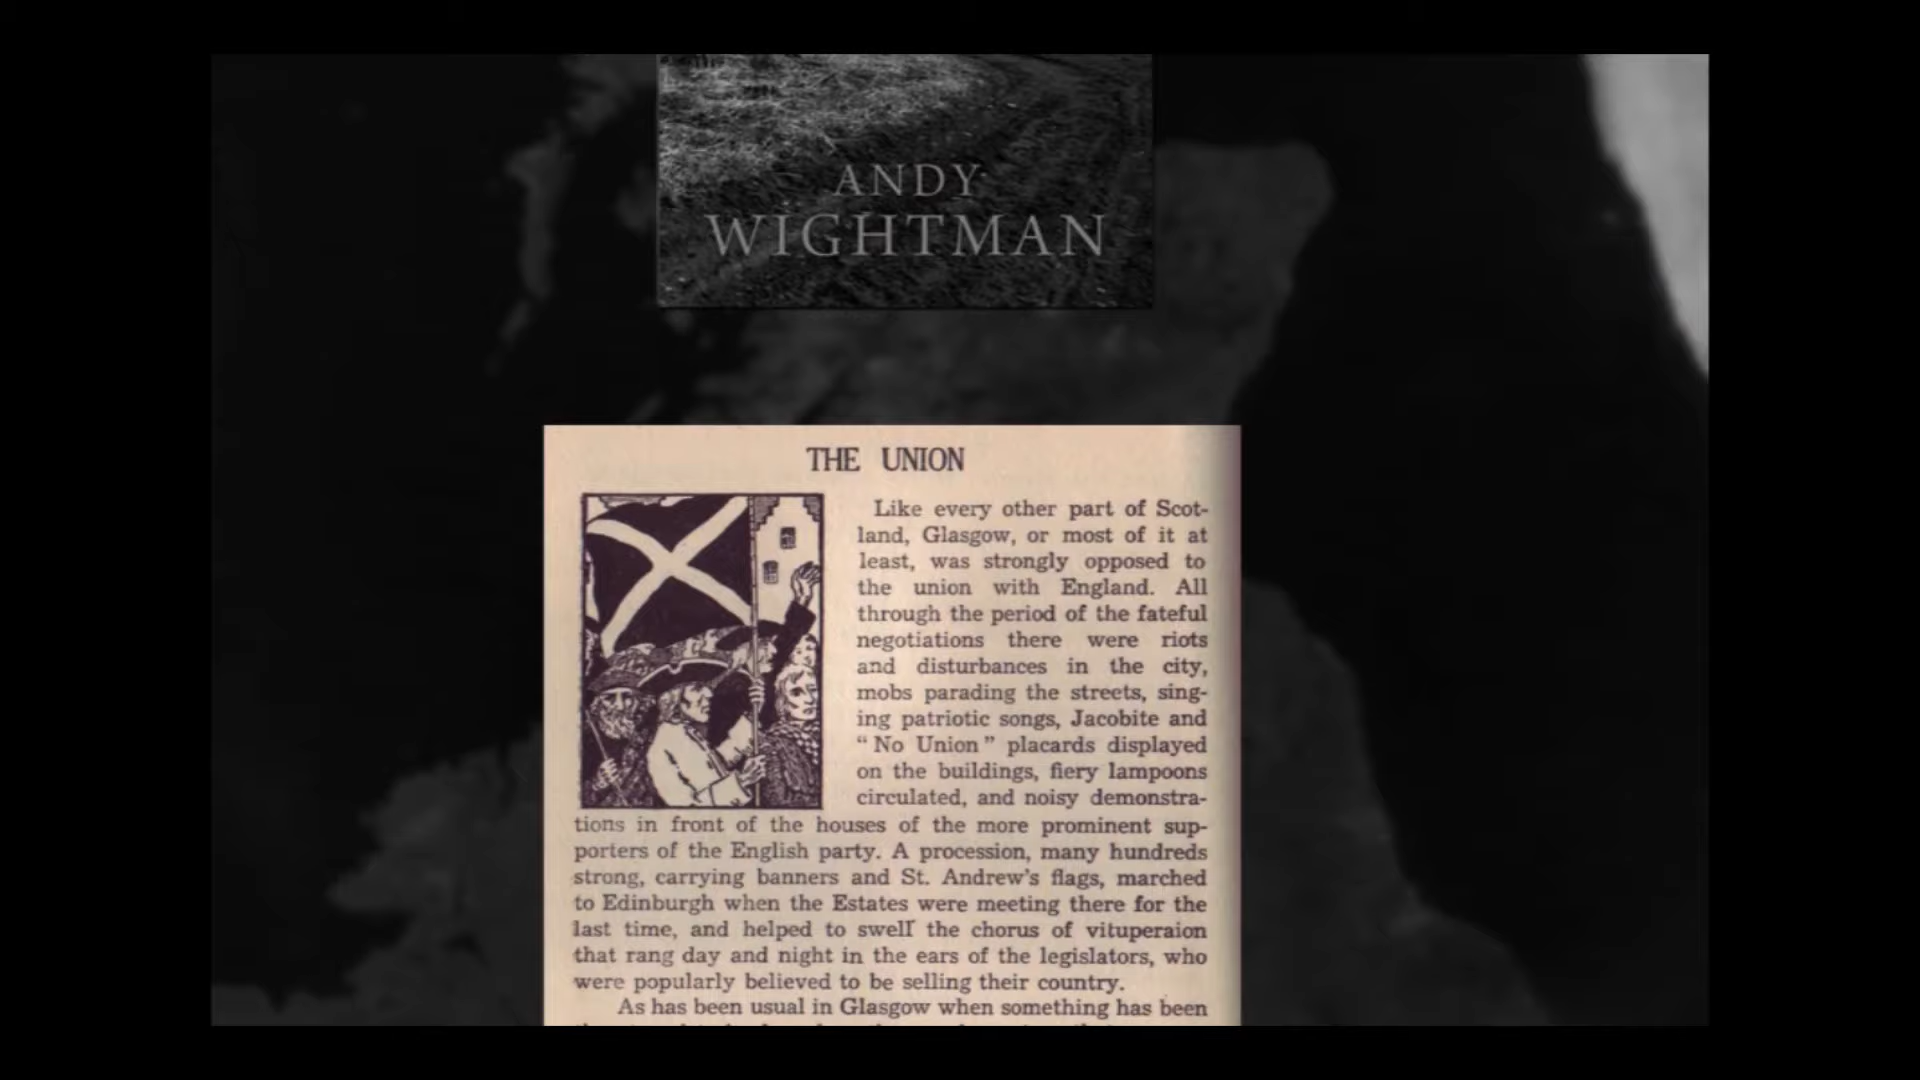 ANDY
WIGHTMAN
THE UNION
Like every other part of Scot-
land, Glasgow, or most of it at
least, was strongly opposed to
the union with England. All
through the period of the fateful
negotiations there were riots
and disturbances in the city,
mobs parading the streets, sing-
ing patriotic songs, Jacobite and
“No Union” placards displayed
on the buildings, fiery lampoons
circulated, and noisy demonstra-
tions in front of the houses of the more prominent sup-
porters of the English party. A procession, many hundreds
strong, carrying banners and St. Andrew's flags, marched
to Edinburgh when the Estates were meeting there for the
last time, and helped to swell the chorus of vituperaion
that rang day and night in the ears of the legislators, who
were popularly believed to be selling their country.
As has been usual in Glasgow when something has been